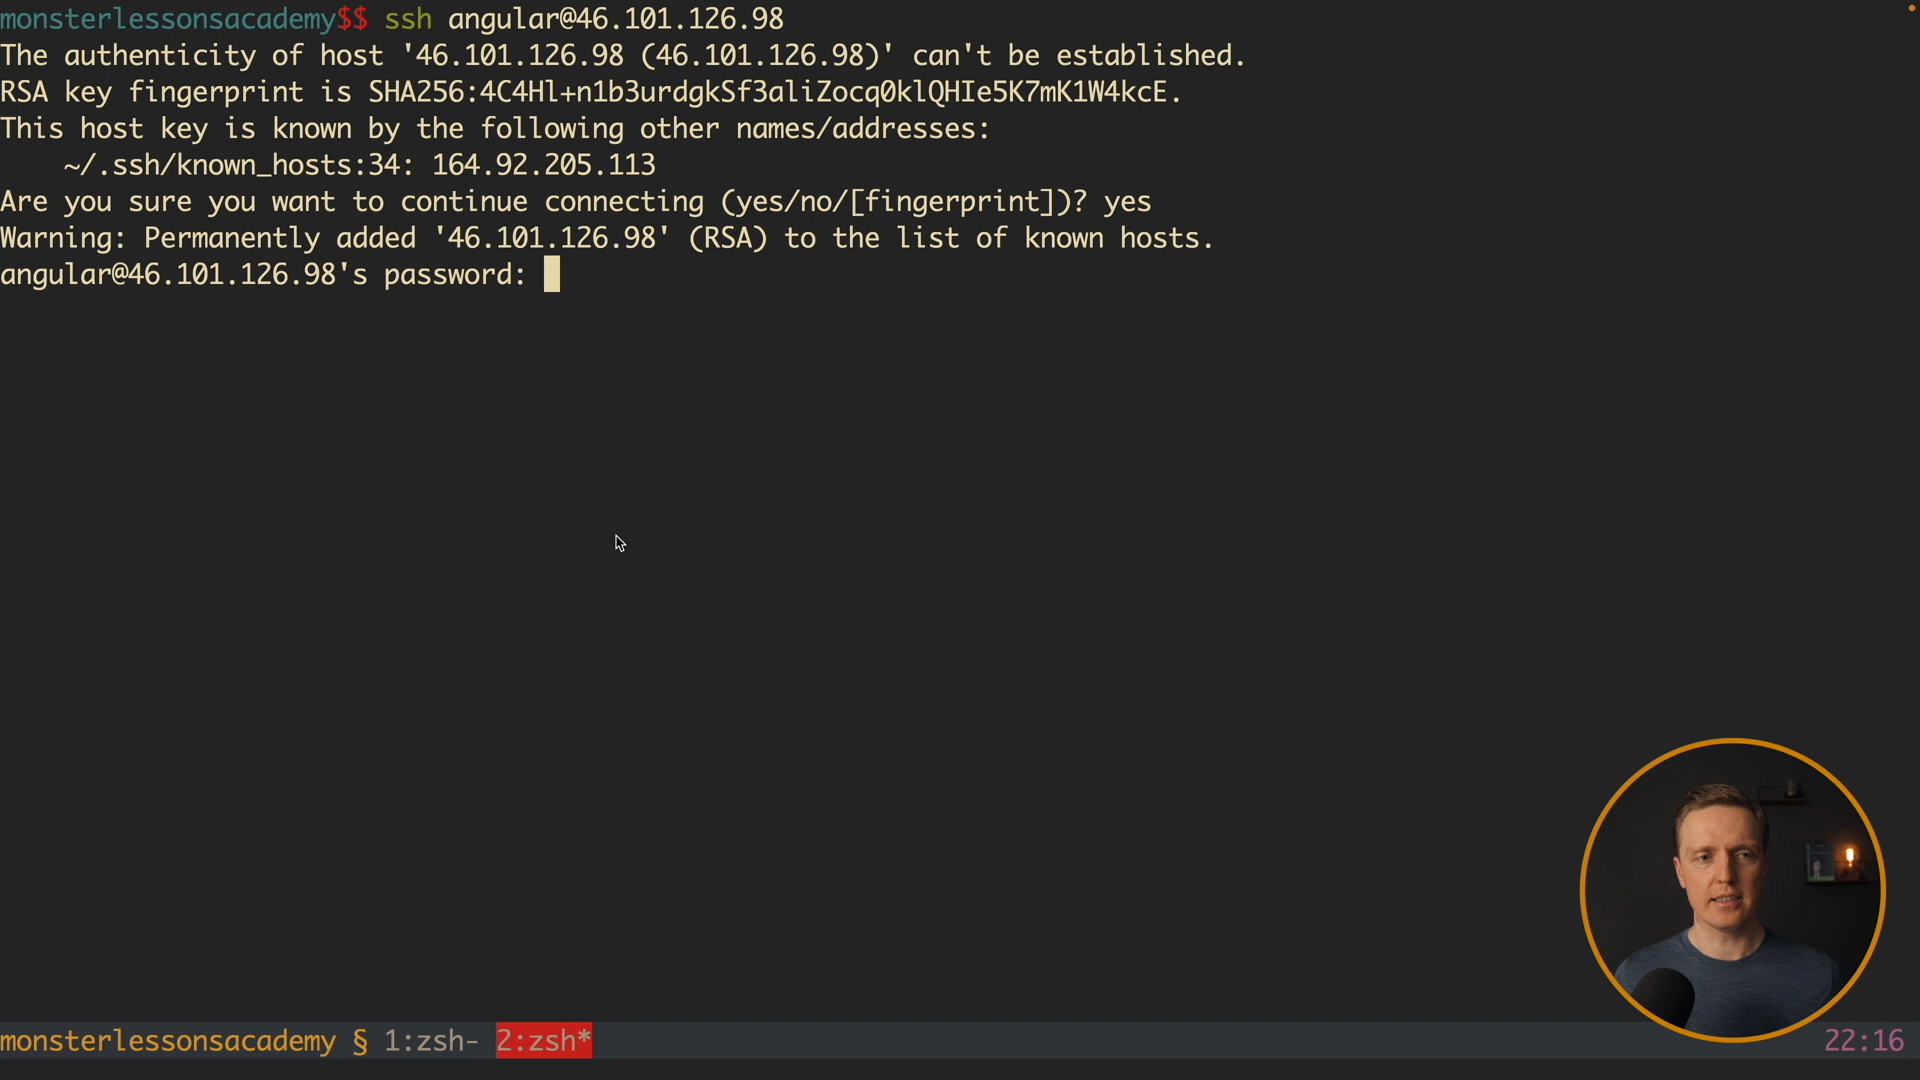 monsterlessonsacademy$$ ssh angular@46.101.126.98
The authenticity of host '46.101.126.98 (46.101.126.98)' can't be established.
RSA key fingerprint is SHA256:4C4Hl+n1b3urdgkSf3aliZocq0klQHIe5K7mK1W4kcE.
This host key is known by the following other names/addresses:
    ~/.ssh/known_hosts:34: 164.92.205.113
Are you sure you want to continue connecting (yes/no/[fingerprint])? yes
Warning: Permanently added '46.101.126.98' (RSA) to the list of known hosts.
angular@46.101.126.98's password:
monsterlessonsacademy § 1:zsh- 2:zsh* 22:16